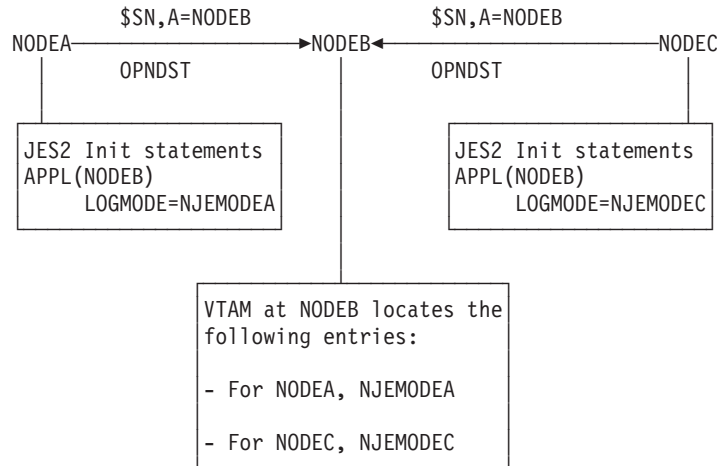 $SN,A=NODEB $SN,A=NODEB
NODEA NODEB NODEC
OPNDST OPNDST
JES2 Init statements
APPL(NODEB)
LOGMODE=NJEMODEA
JES2 Init statements
APPL(NODEB)
LOGMODE=NJEMODEC
VTAM at NODEB locates the
following entries:
- For NODEA, NJEMODEA
- For NODEC, NJEMODEC